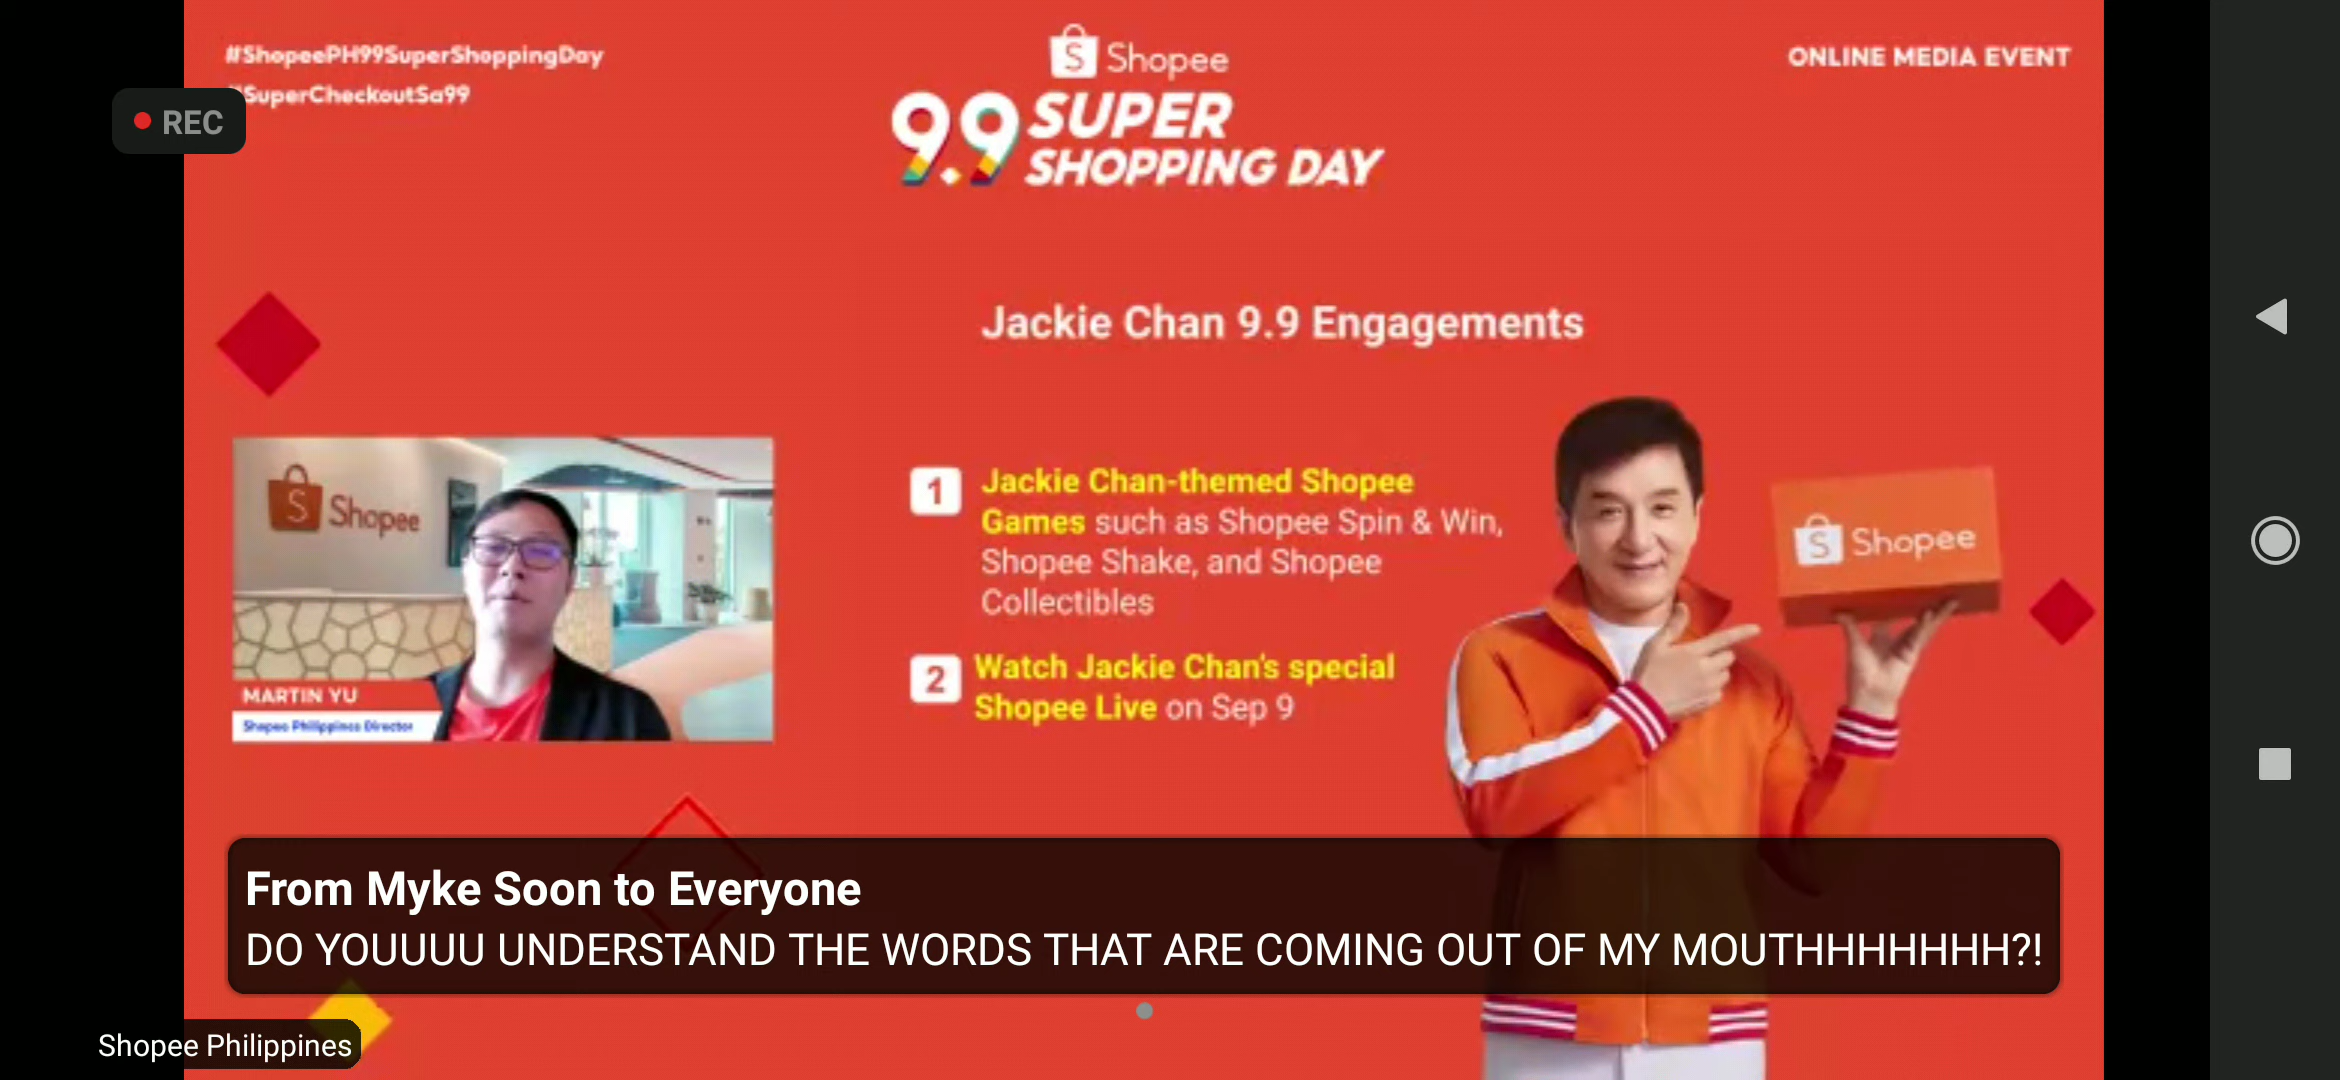 #ShopeePH99SuperShoppingDay
#SuperCheckoutSa99
REC
Shopee
9.9 SUPER
SHOPPING DAY
ONLINE MEDIA EVENT
Jackie Chan 9.9 Engagements
1 Jackie Chan-themed Shopee
Games such as Shopee Spin & Win,
Shopee Shake, and Shopee
Collectibles
2 Watch Jackie Chan's special
Shopee Live on Sep 9
Shopee
Shopee
MARTIN YU
Shopee Philippines Director
From Myke Soon to Everyone
DO YOUUUU UNDERSTAND THE WORDS THAT ARE COMING OUT OF MY MOUTHHHHHHH?!
Shopee Philippines